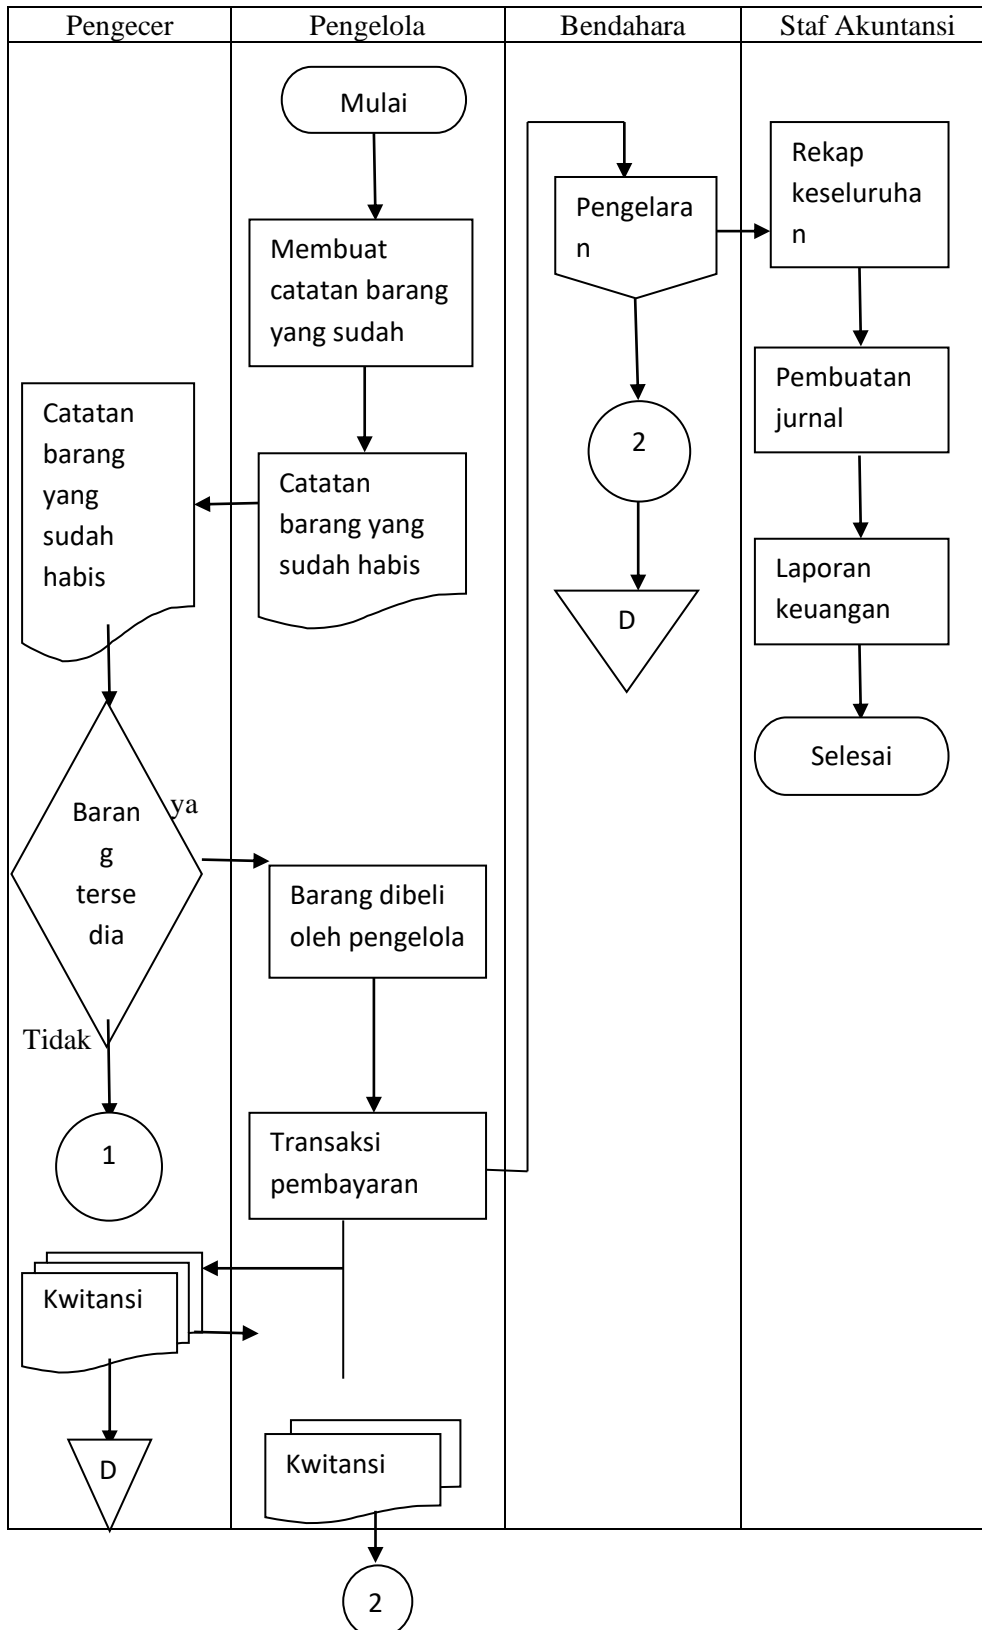 Pengecer
Pengelola
Bendahara
Staf Akuntansi
Mulai
Membuat
catatan barang
yang sudah
Catatan
barang yang
sudah habis
Catatan
barang
yang
sudah
habis
Baran
g
terse
dia
ya
Tidak
1
Barang dibeli
oleh pengelola
Transaksi
pembayaran
Kwitansi
D
Kwitansi
2
Pengelara
n
2
D
Rekap
keseluruha
n
Pembuatan
jurnal
Laporan
keuangan
Selesai